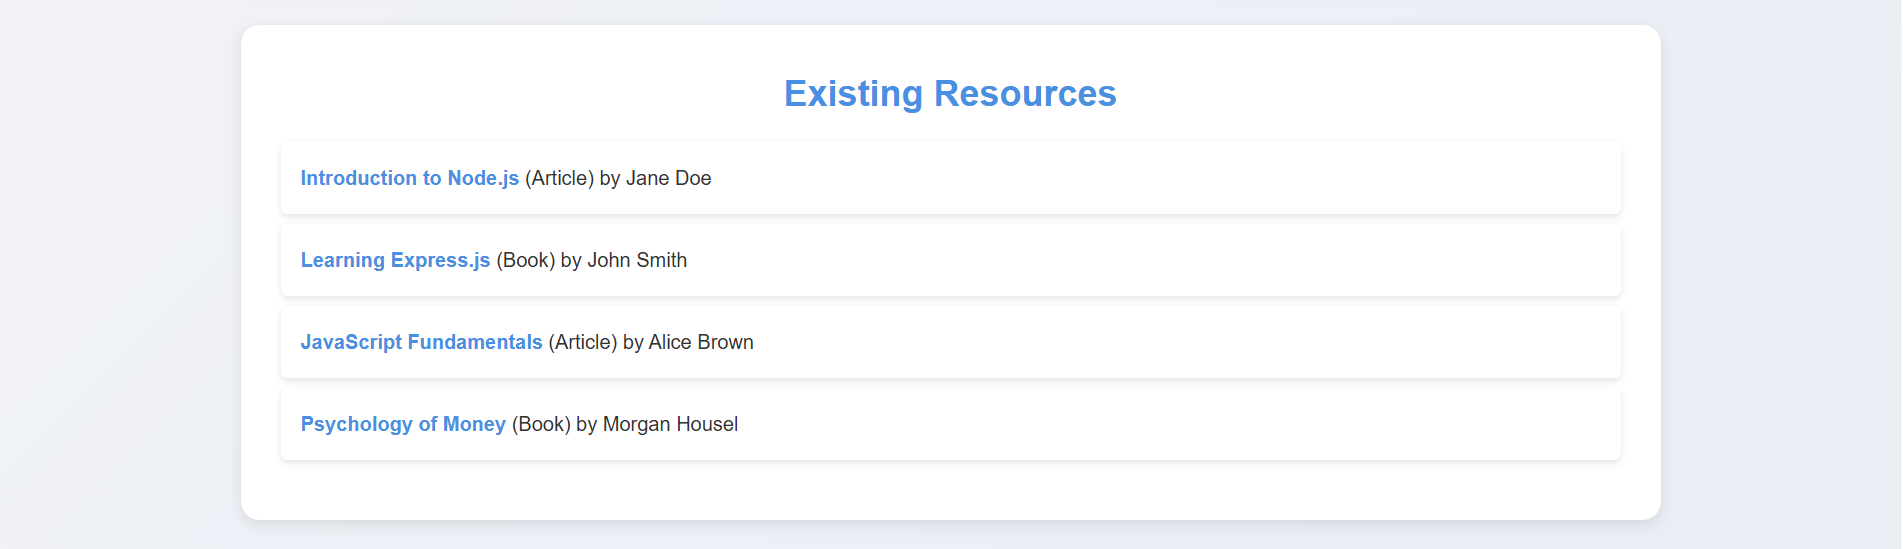 Existing Resources
Introduction to Node.js (Article) by Jane Doe
Learning Express.js (Book) by John Smith
JavaScript Fundamentals (Article) by Alice Brown
Psychology of Money (Book) by Morgan Housel